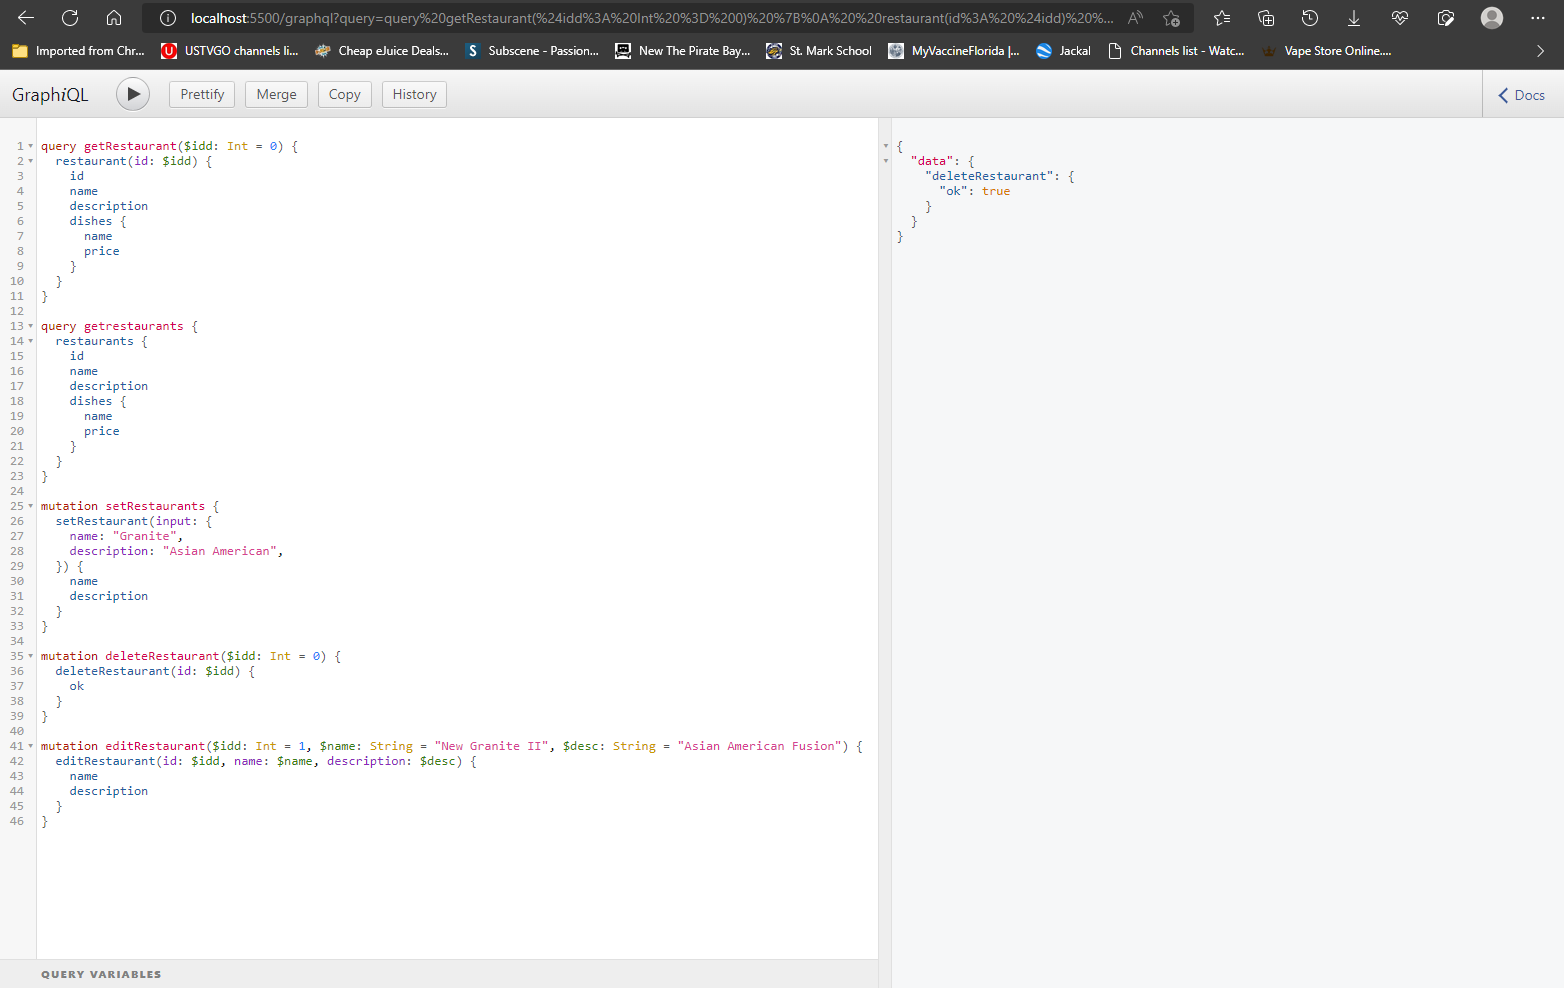 localhost:5500/graphql?query=query%20getRestaurant(%24idd%3A%20Int%20%3D%200)%20%7B%0A%20%20restaurant(id%3A%20%24idd)%20%...
Imported from Chr... USTVGO channels li... Cheap eJuice Deals... S Subscene - Passion... New The Pirate Bay... St. Mark School MyVaccineFlorida |... Jackal Channels list - Watc... Vape Store Online....
GraphiQL Prettify Merge Copy History Docs
1 query getRestaurant($idd: Int = 0) {
2   restaurant(id: $idd) {
3     id
4     name
5     description
6     dishes {
7       name
8       price
9     }
10   }
11 }
12
13 query getrestaurants {
14   restaurants {
15     id
16     name
17     description
18     dishes {
19       name
20       price
21     }
22   }
23 }
24
25 mutation setRestaurants {
26   setRestaurant(input: {
27     name: "Granite",
28     description: "Asian American",
29   }) {
30     name
31     description
32   }
33 }
34
35 mutation deleteRestaurant($idd: Int = 0) {
36   deleteRestaurant(id: $idd) {
37     ok
38   }
39 }
40
41 mutation editRestaurant($idd: Int = 1, $name: String = "New Granite II", $desc: String = "Asian American Fusion") {
42   editRestaurant(id: $idd, name: $name, description: $desc) {
43     name
44     description
45   }
46 }
QUERY VARIABLES
{
  "data": {
    "deleteRestaurant": {
      "ok": true
    }
  }
}